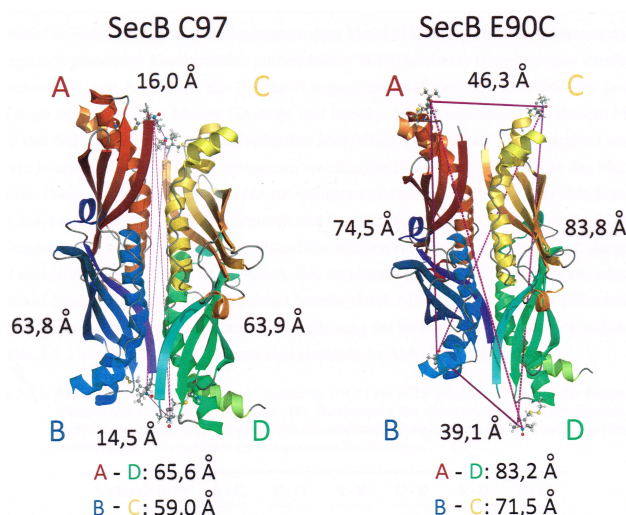 SecB C97
SecB E90C
A
16,0 Å
C
A
46,3 Å
C
63,8 Å
63,9 Å
74,5 Å
83,8 Å
B
14,5 Å
D
B
39,1 Å
D
A - D: 65,6 Å
B - C: 59,0 Å
A - D: 83,2 Å
B - C: 71,5 Å